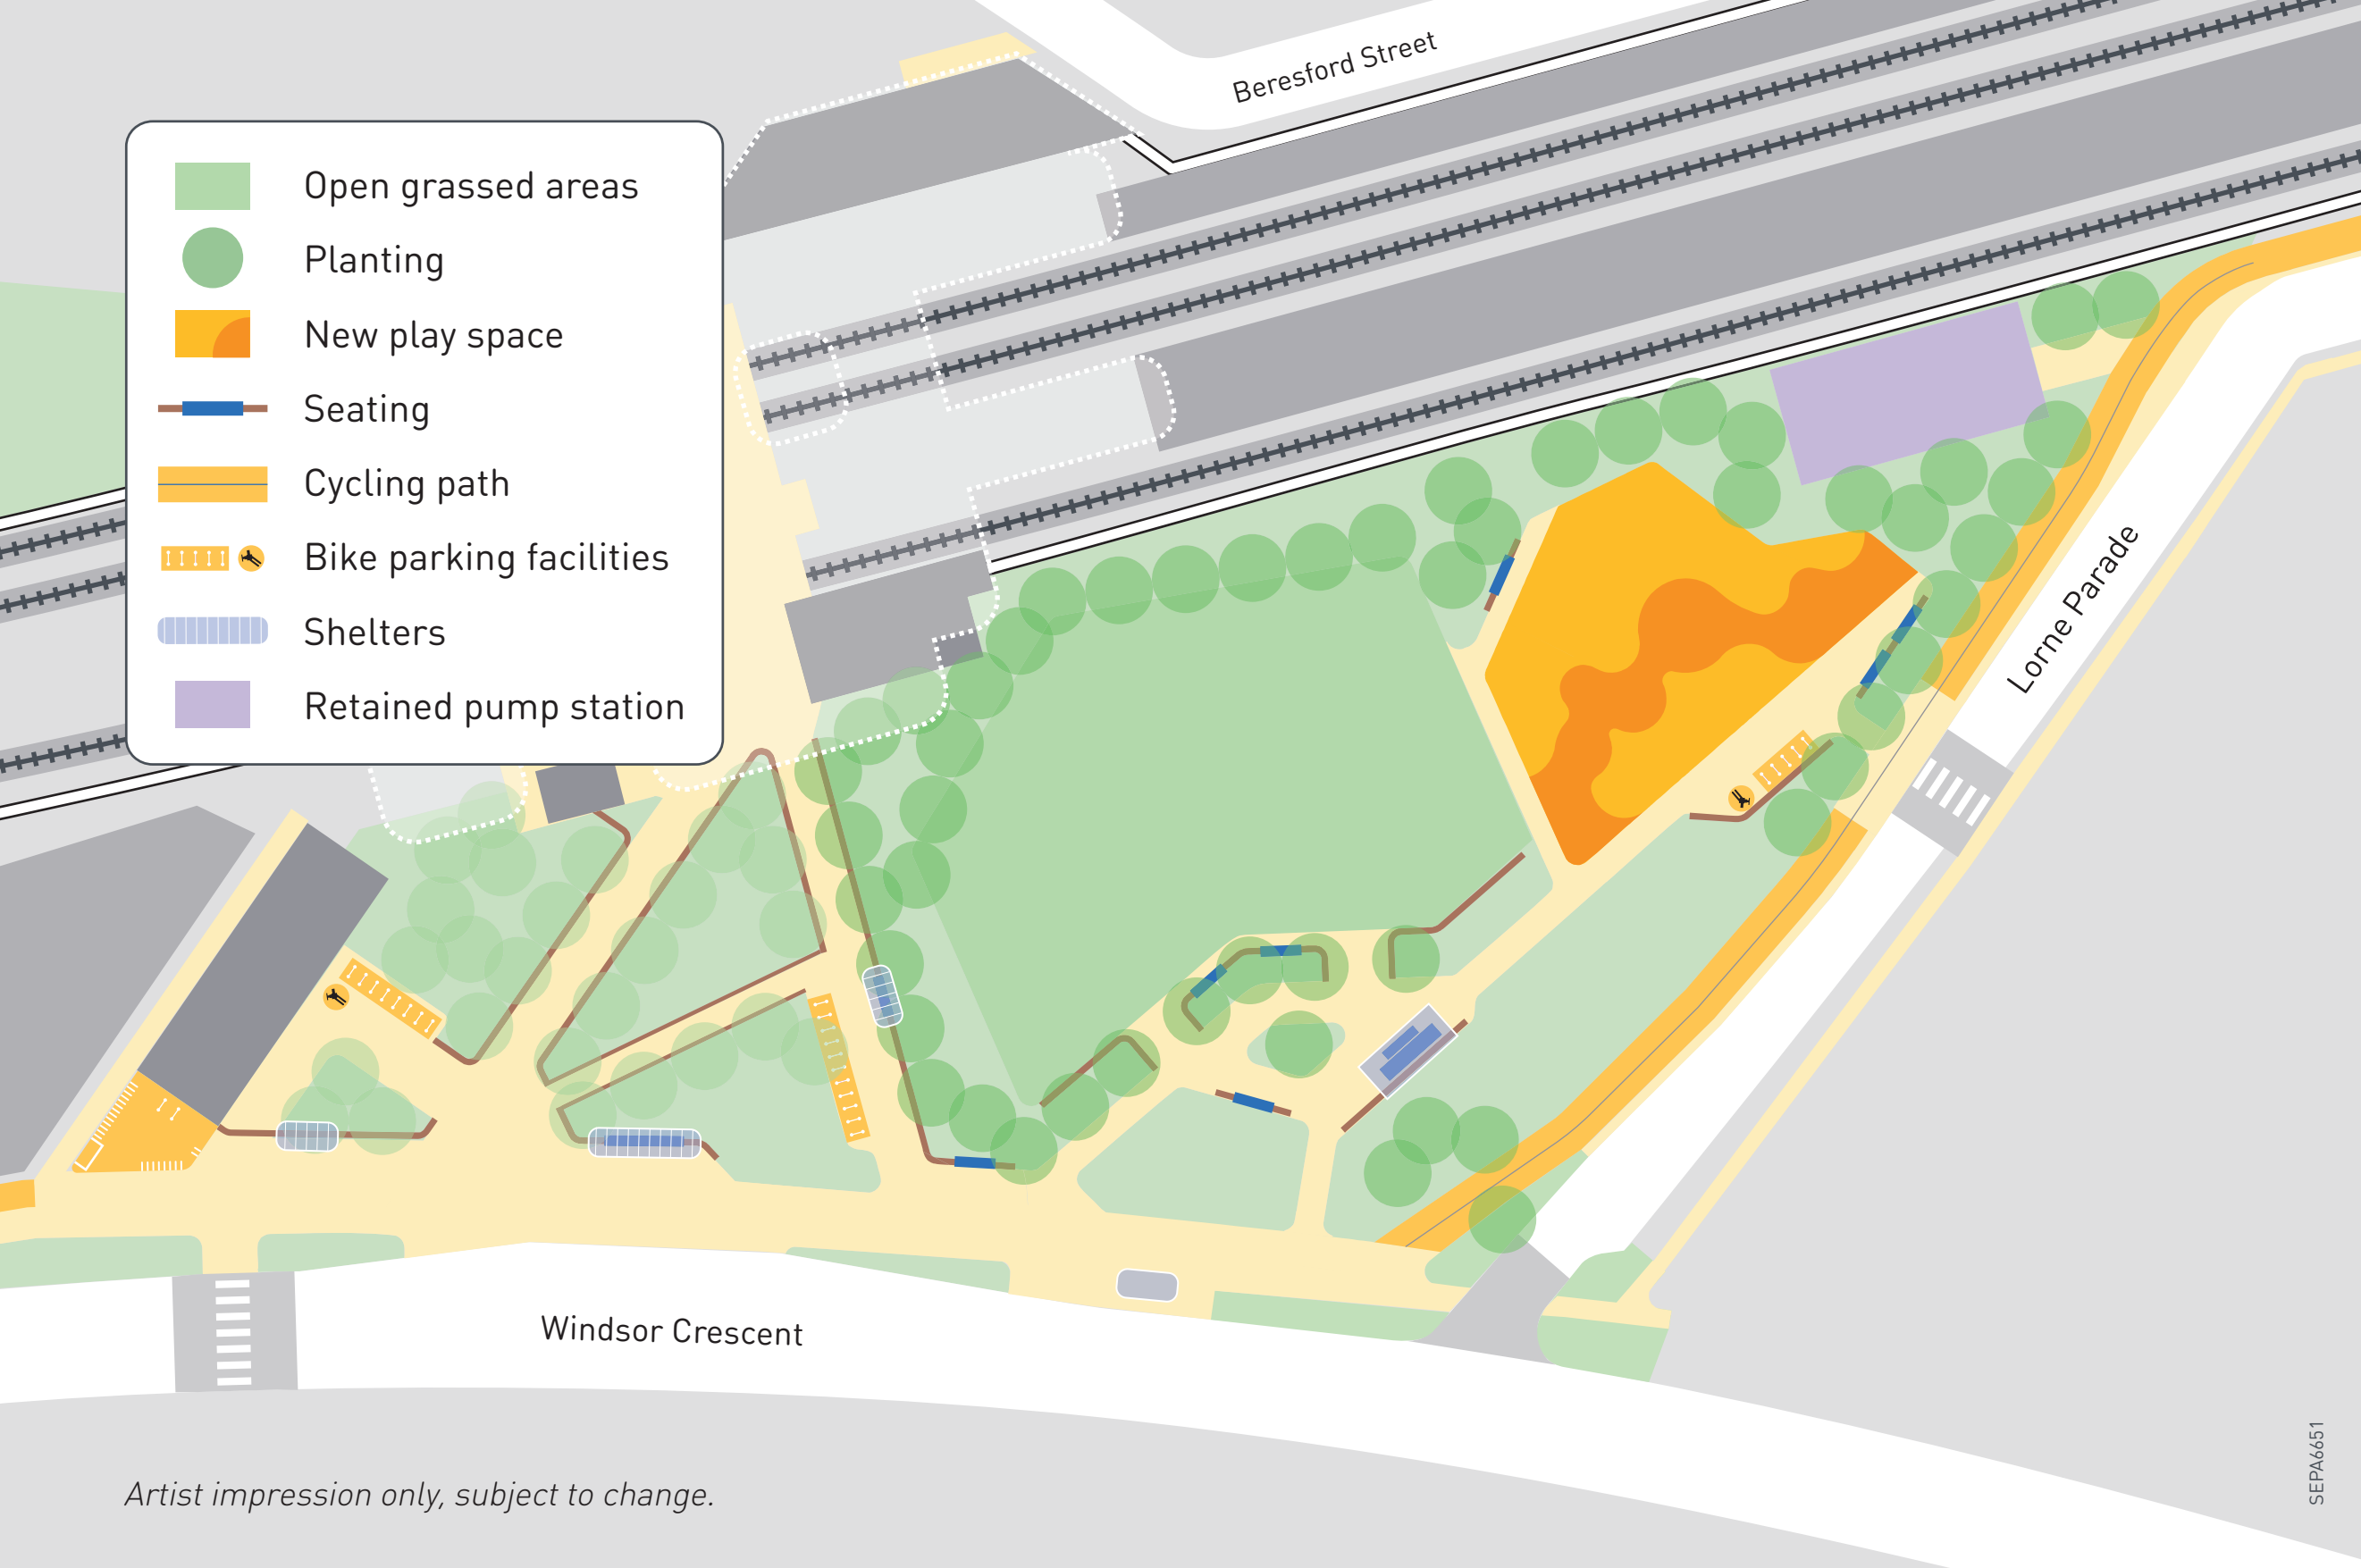 Beresford Street
Open grassed areas
Planting
New play space
Seating
Cycling path
Bike parking facilities
Shelters
Retained pump station
Lorne Parade
Windsor Crescent
Artist impression only, subject to change.
SEPA6651